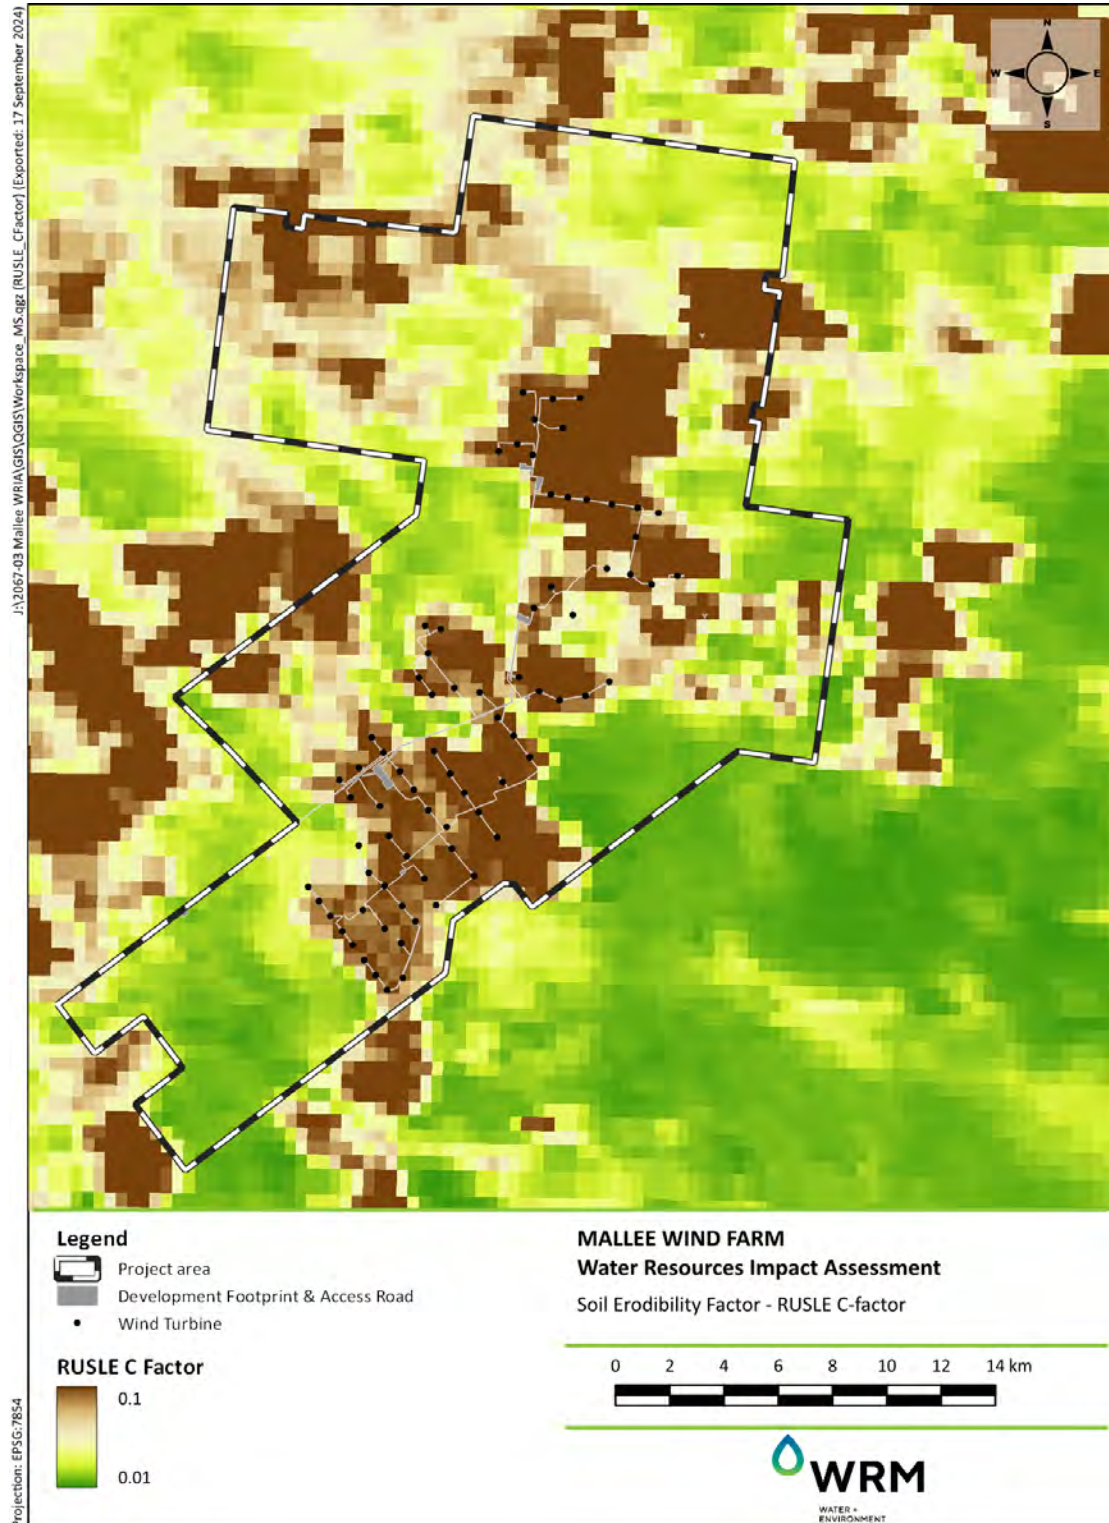 J:\2067-03 Mallee WRIA\GIS\QGIS\Workspace_MS.qgz (RUSLE_CFactor) (Exported: 17 September 2024)
N
W E
S
Legend
Project area
Development Footprint & Access Road
Wind Turbine
RUSLE C Factor
0.1
0.01
MALLEE WIND FARM
Water Resources Impact Assessment
Soil Erodibility Factor - RUSLE C-factor
0 2 4 6 8 10 12 14 km
WRM
WATER +
ENVIRONMENT
Projection: EPSG:7854